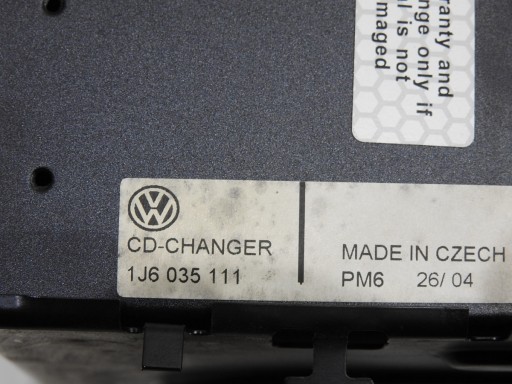 ranty and
nge only if
l is not
maged
CD-CHANGER
1J6 035 111
MADE IN CZECH
PM6 26/ 04